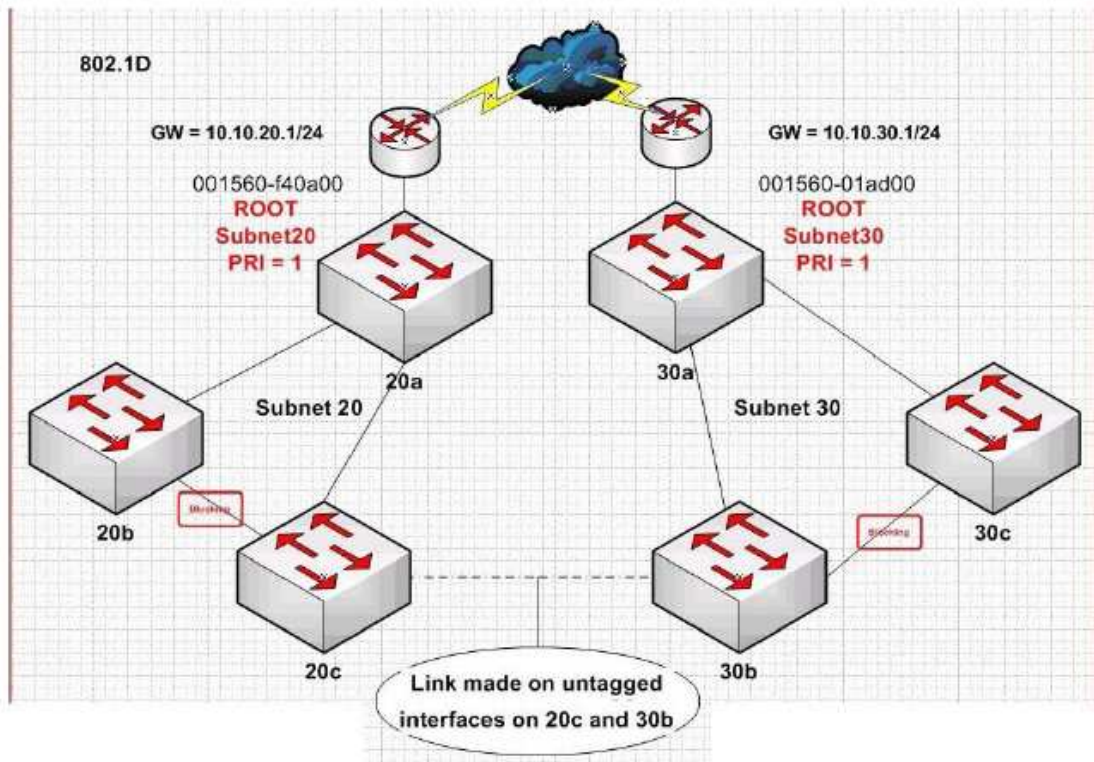 802.1D
GW = 10.10.20.1/24
GW = 10.10.30.1/24
001560-f40a00
ROOT
Subnet20
PRI = 1
001560-01ad00
ROOT
Subnet30
PRI = 1
20a
30a
Subnet 20
Subnet 30
Blocking
Blocking
20b
30c
20c
30b
Link made on untagged
interfaces on 20c and 30b